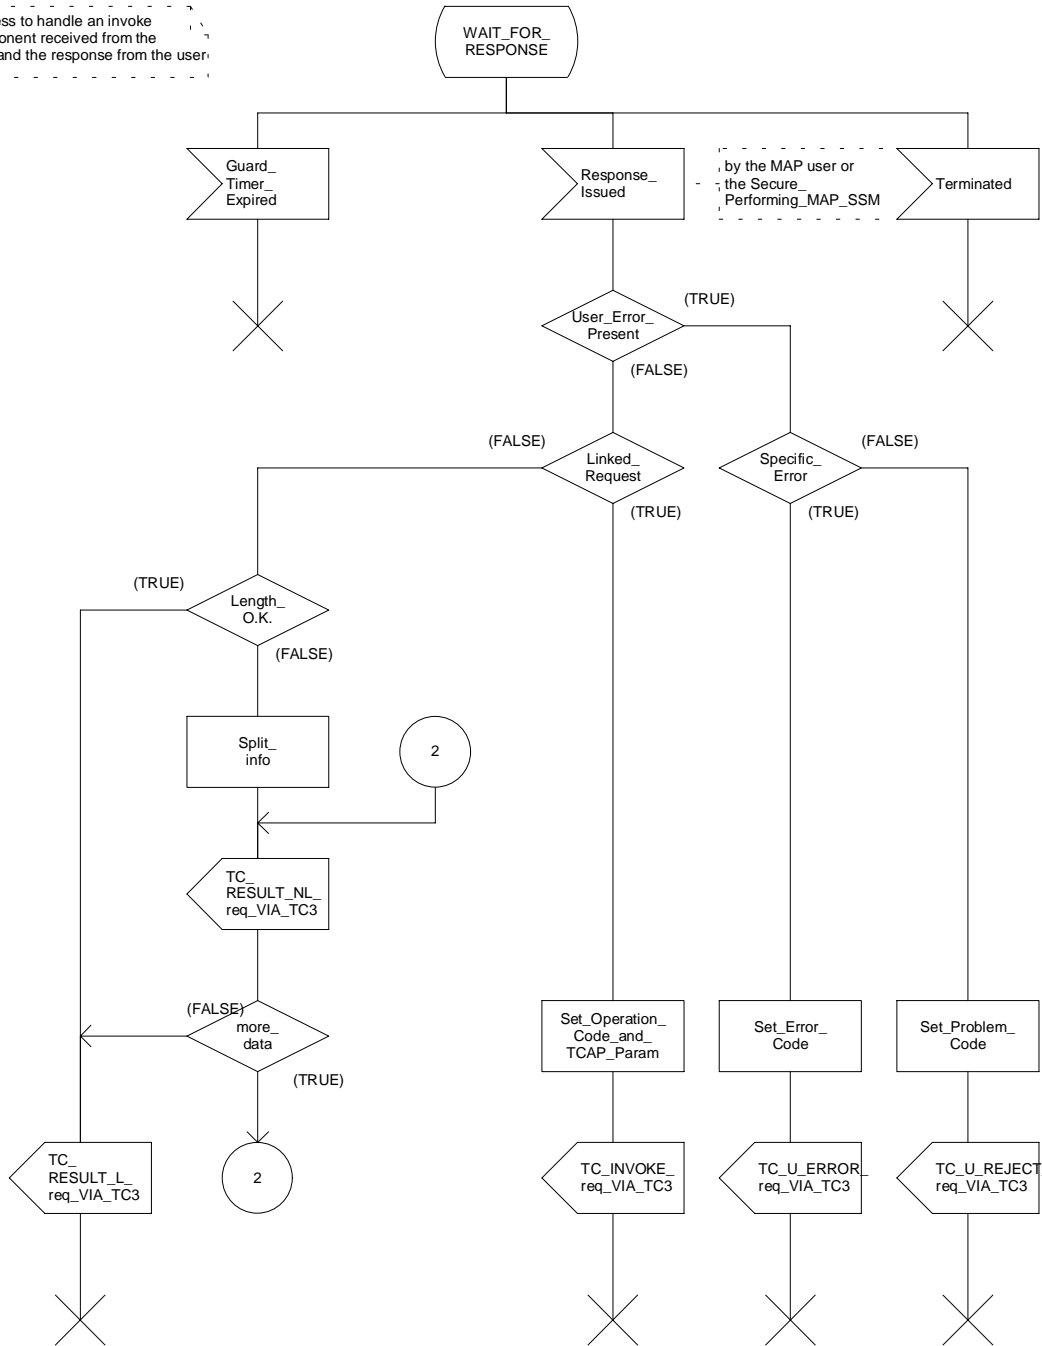 ess to handle an invoke
onent received from the
and the response from the user
WAIT_FOR_
RESPONSE
Guard_
Timer_
Expired
Response_
Issued
by the MAP user or
the Secure_
Performing_MAP_SSM
Terminated
(TRUE)
User_Error_
Present
(FALSE)
(FALSE)
Linked_
Request
(TRUE)
Specific_
Error
(FALSE)
(TRUE)
(TRUE)
Length_
O.K.
(FALSE)
Split_
info
2
TC_
RESULT_NL_
req_VIA_TC3
(FALSE)
more_
data
(TRUE)
Set_Operation_
Code_and_
TCAP_Param
Set_Error_
Code
Set_Problem_
Code
TC_
RESULT_L_
req_VIA_TC3
2
TC_INVOKE_
req_VIA_TC3
TC_U_ERROR_
req_VIA_TC3
TC_U_REJECT
req_VIA_TC3